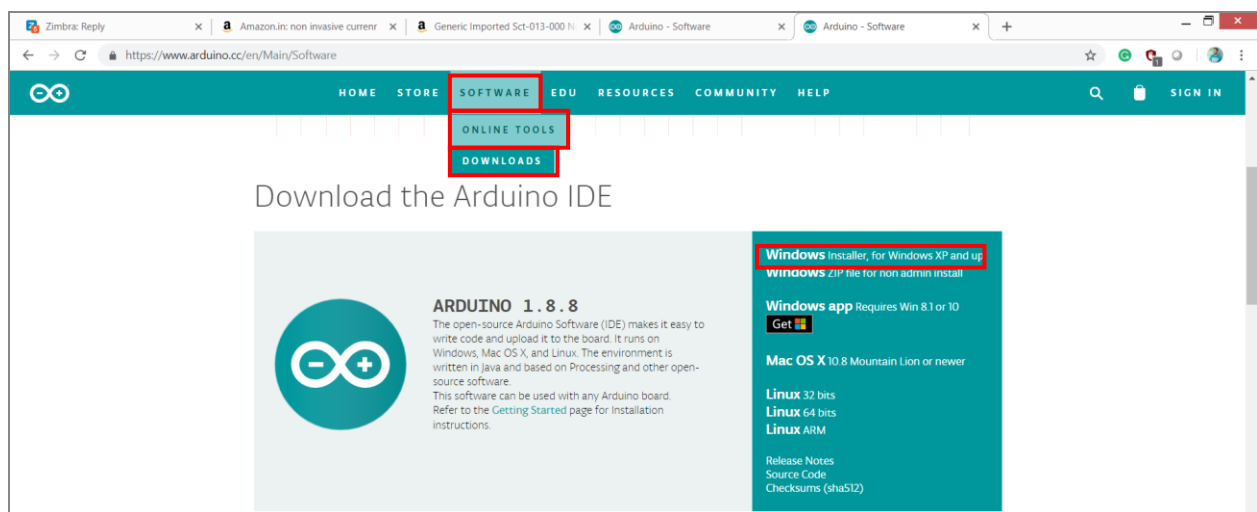 Zimbra: Reply
Amazon.in: non invasive currenr
Generic Imported Sct-013-000 N
Arduino - Software
Arduino - Software
https://www.arduino.cc/en/Main/Software
HOME STORE SOFTWARE EDU RESOURCES COMMUNITY HELP
SIGN IN
ONLINE TOOLS
DOWNLOADS
Download the Arduino IDE
ARDUINO 1.8.8
The open-source Arduino Software (IDE) makes it easy to
write code and upload it to the board. It runs on
Windows, Mac OS X, and Linux. The environment is
written in Java and based on Processing and other open-
source software.
This software can be used with any Arduino board.
Refer to the Getting Started page for Installation
instructions.
Windows Installer, for Windows XP and up
Windows ZIP file for non admin install
Windows app Requires Win 8.1 or 10
Get
Mac OS X 10.8 Mountain Lion or newer
Linux 32 bits
Linux 64 bits
Linux ARM
Release Notes
Source Code
Checksums (sha512)